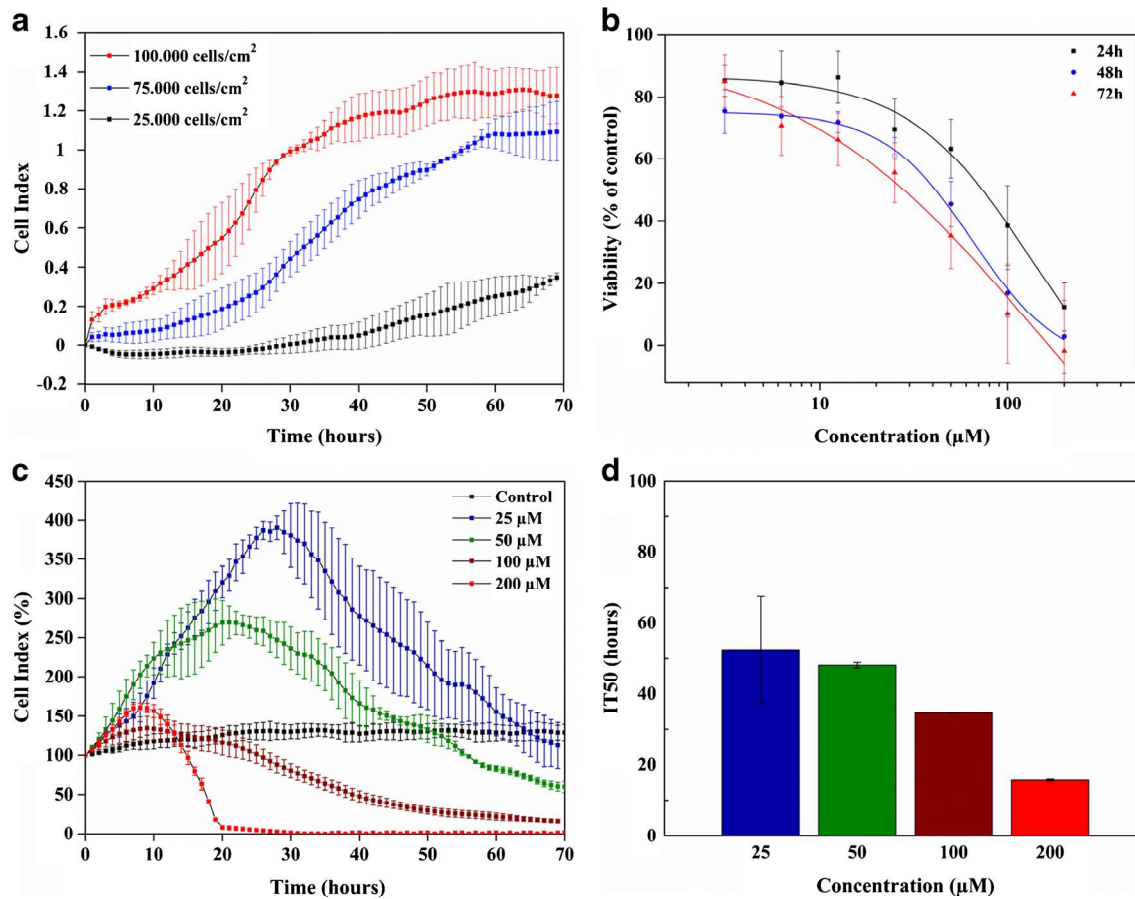 a
1.6
1.4
1.2
1
0.8
0.6
0.4
0.2
0
-0.2
Cell Index
100.000 cells/cm²
75.000 cells/cm²
25.000 cells/cm²
0 10 20 30 40 50 60 70
Time (hours)
b
100
80
60
40
20
0
Viability (% of control)
24h
48h
72h
10 100
Concentration (µM)
c
450
400
350
300
250
200
150
100
50
0
Cell Index (%)
Control
25 µM
50 µM
100 µM
200 µM
0 10 20 30 40 50 60 70
Time (hours)
d
100
80
60
40
20
0
IT50 (hours)
25 50 100 200
Concentration (µM)